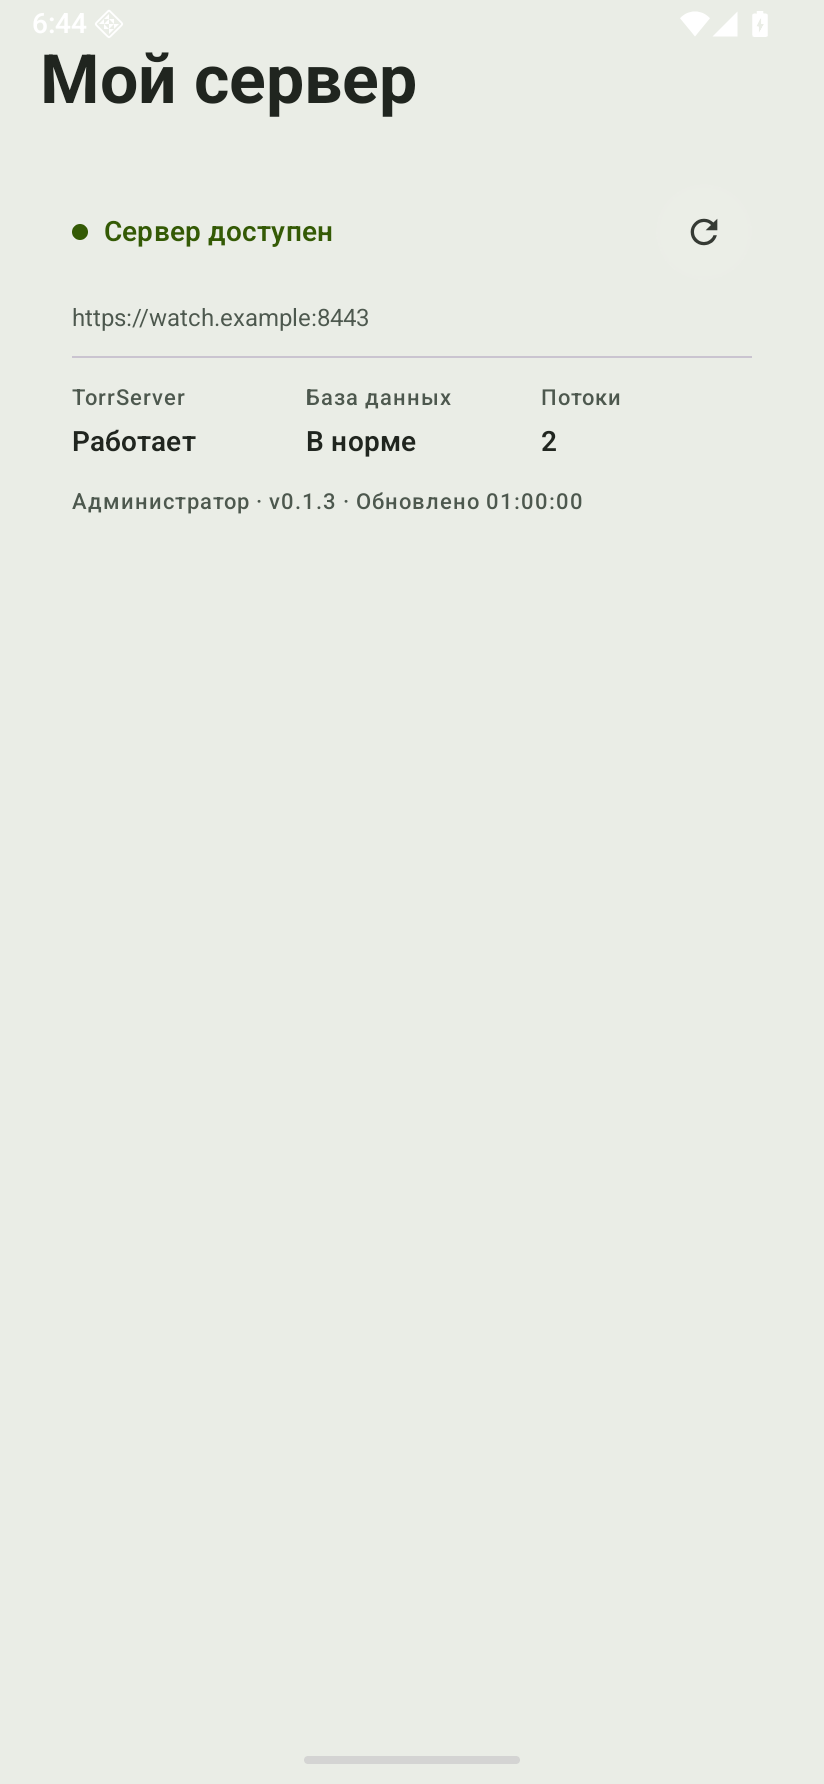 6:44
Мой сервер
Сервер доступен
https://watch.example:8443
TorrServer База данных Потоки
Работает В норме 2
Администратор · v0.1.3 · Обновлено 01:00:00